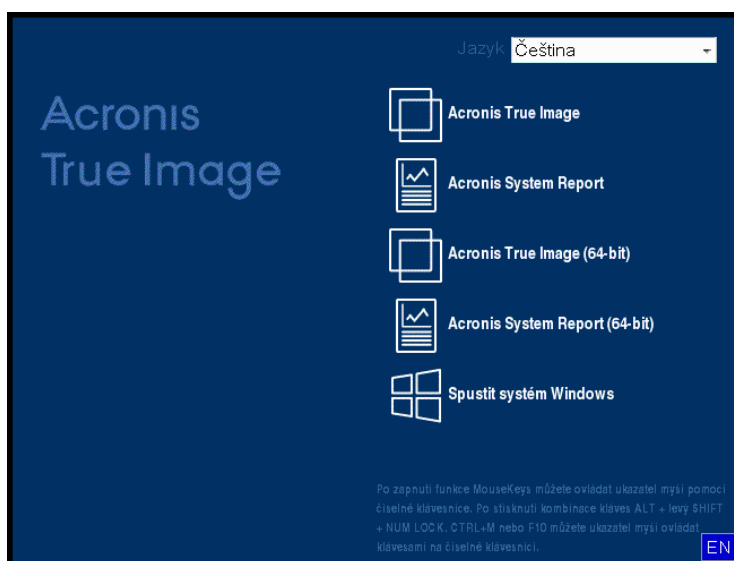 Jazyk Čeština
Acronis
True Image
Acronis True Image
Acronis System Report
Acronis True Image (64-bit)
Acronis System Report (64-bit)
Spustit systém Windows
Po zapnutí funkce MouseKeys můžete ovládat ukazatel myši pomocí
číselné klávesnice. Po stisknutí kombinace kláves ALT + levý SHIFT
+ NUM LOCK. CTRL+M nebo F10 můžete ukazatel myši ovládat
klávesami na číselné klávesnici.
EN